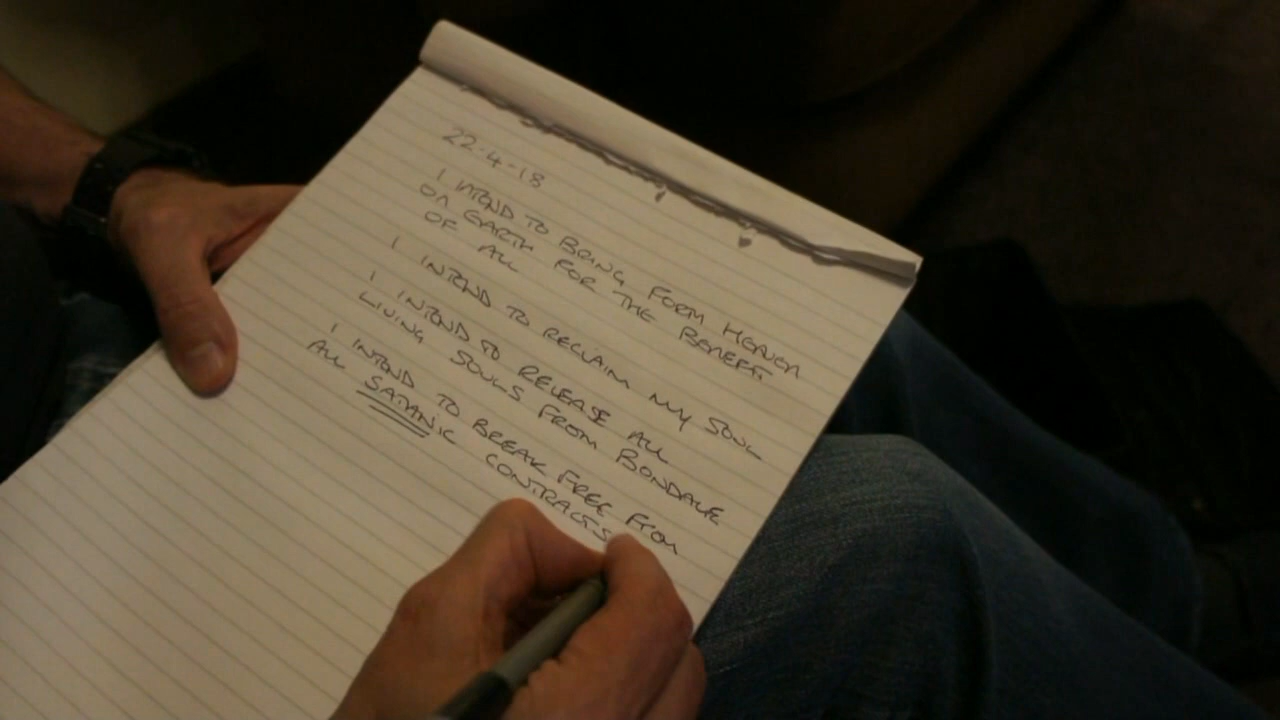 22-4-18
I INTEND TO BRING FORM HEAVEN
ON EARTH FOR THE BENEFIT
OF ALL
I INTEND TO RECLAIM MY SOUL
I INTEND TO RELEASE ALL
LIVING SOULS FROM BONDAGE
I INTEND TO BREAK FREE FROM
ALL SATANIC CONTRACTS